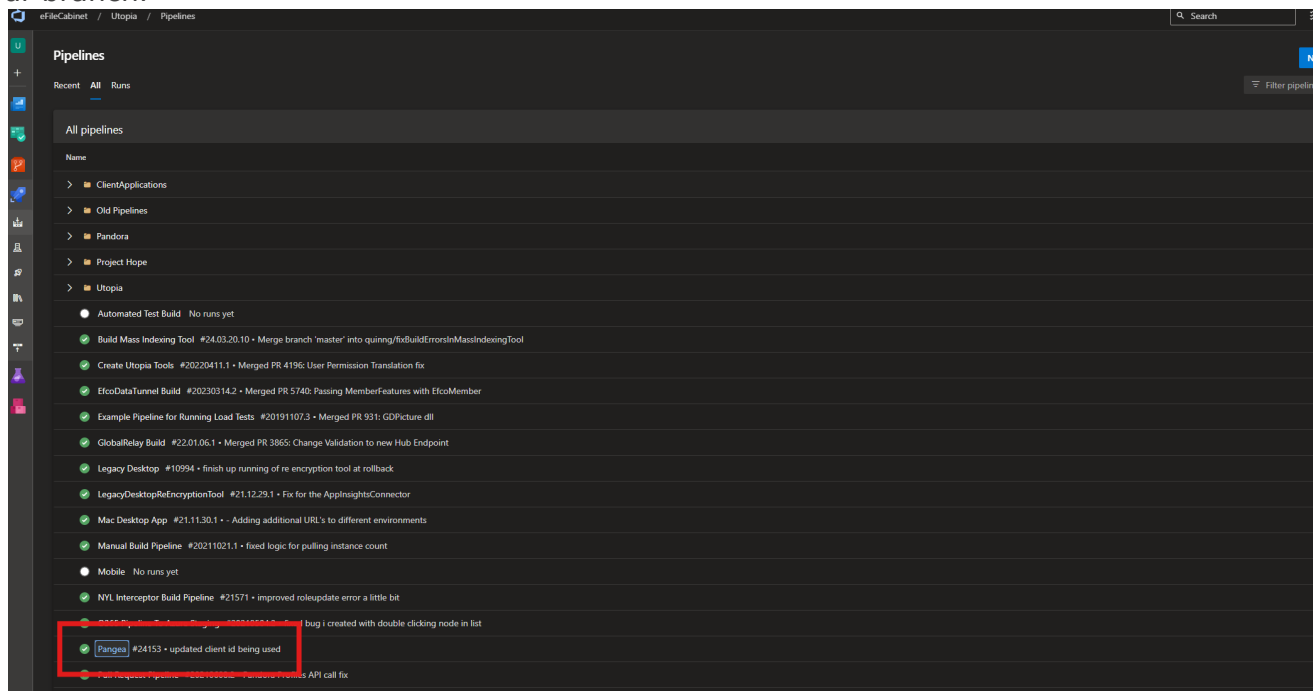 eFileCabinet / Utopia / Pipelines
Search
U
Pipelines
N
Recent All Runs
Filter pipelin
All pipelines
Name
ClientApplications
Old Pipelines
Pandora
Project Hope
Utopia
Automated Test Build No runs yet
Build Mass Indexing Tool #24.03.20.10 • Merge branch 'master' into quinng/fixBuildErrorsInMassIndexingTool
Create Utopia Tools #20220411.1 • Merged PR 4196: User Permission Translation fix
EfcoDataTunnel Build #20230314.2 • Merged PR 5740: Passing MemberFeatures with EfcoMember
Example Pipeline for Running Load Tests #20191107.3 • Merged PR 931: GDPicture dll
GlobalRelay Build #22.01.06.1 • Merged PR 3865: Change Validation to new Hub Endpoint
Legacy Desktop #10994 • finish up running of re encryption tool at rollback
LegacyDesktopReEncryptionTool #21.12.29.1 • Fix for the AppInsightsConnector
Mac Desktop App #21.11.30.1 • - Adding additional URL's to different environments
Manual Build Pipeline #20211021.1 • fixed logic for pulling instance count
Mobile No runs yet
NYL Interceptor Build Pipeline #21571 • improved roleupdate error a little bit
bug i created with double clicking node in list
Pangea #24153 • updated client id being used
API call fix